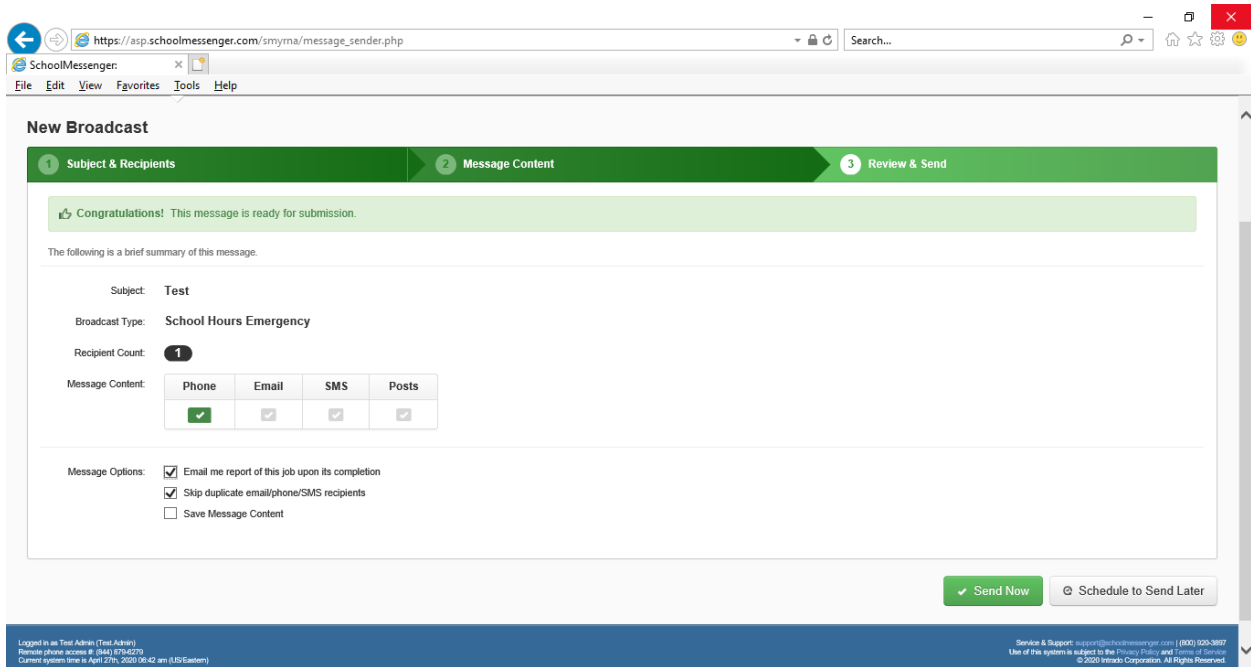 https://asp.schoolmessenger.com/smyrna/message_sender.php Search...
SchoolMessenger:
File Edit View Favorites Tools Help
New Broadcast
1 Subject & Recipients 2 Message Content 3 Review & Send
Congratulations! This message is ready for submission.
The following is a brief summary of this message.
Subject: Test
Broadcast Type: School Hours Emergency
Recipient Count: 1
Message Content: Phone Email SMS Posts
Message Options: Email me report of this job upon its completion
Skip duplicate email/phone/SMS recipients
Save Message Content
Send Now Schedule to Send Later
Logged in as Test Admin (Test.Admin) Service & Support: support@schoolmessenger.com | (800) 920-3897
Remote phone access #: (844) 879-6279 Use of this system is subject to the Privacy Policy and Terms of Service
Current system time is April 27th, 2020 06:42 am (US/Eastern) © 2020 Intrado Corporation. All Rights Reserved.